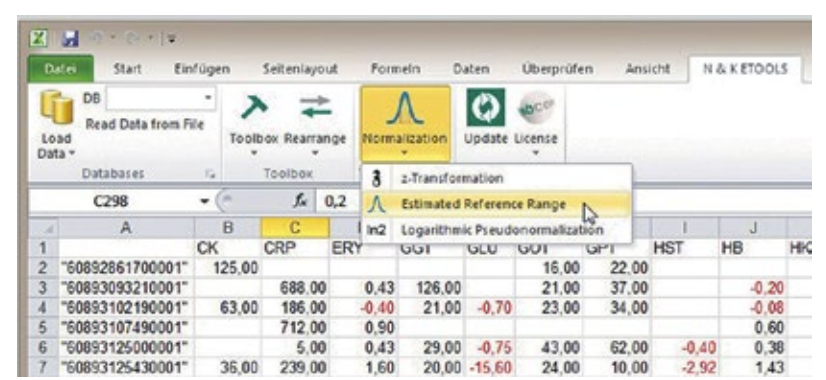 Datei Start Einfügen Seitenlayout Formeln Daten Überprüfen Ansicht N & K ETOOLS
DB
Read Data from File
Load Data
Toolbox Rearrange Normalization Update License
Databases Toolbox
z-Transformation
C298 fx 0,2
Estimated Reference Range
ln2 Logarithmic Pseudonormalization
A B C I J
1 CK CRP ERY GGT GLU GOT GPT HST HB
2 "60892861700001" 125,00 16,00 22,00
3 "60893093210001" 688,00 0,43 126,00 21,00 37,00 -0,20
4 "60893102190001" 63,00 186,00 -0,40 21,00 -0,70 23,00 34,00 -0,08
5 "60893107490001" 712,00 0,90 0,60
6 "60893125000001" 5,00 0,43 29,00 -0,75 43,00 62,00 -0,40 0,38
7 "60893125430001" 36,00 239,00 1,60 20,00 -15,60 24,00 10,00 -2,92 1,43